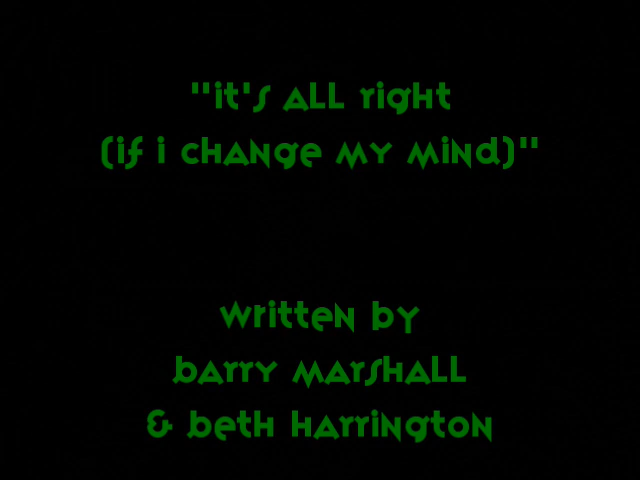 "it's ALL right
(if i change my mind)"
written by
barry marshall
& beth harrington